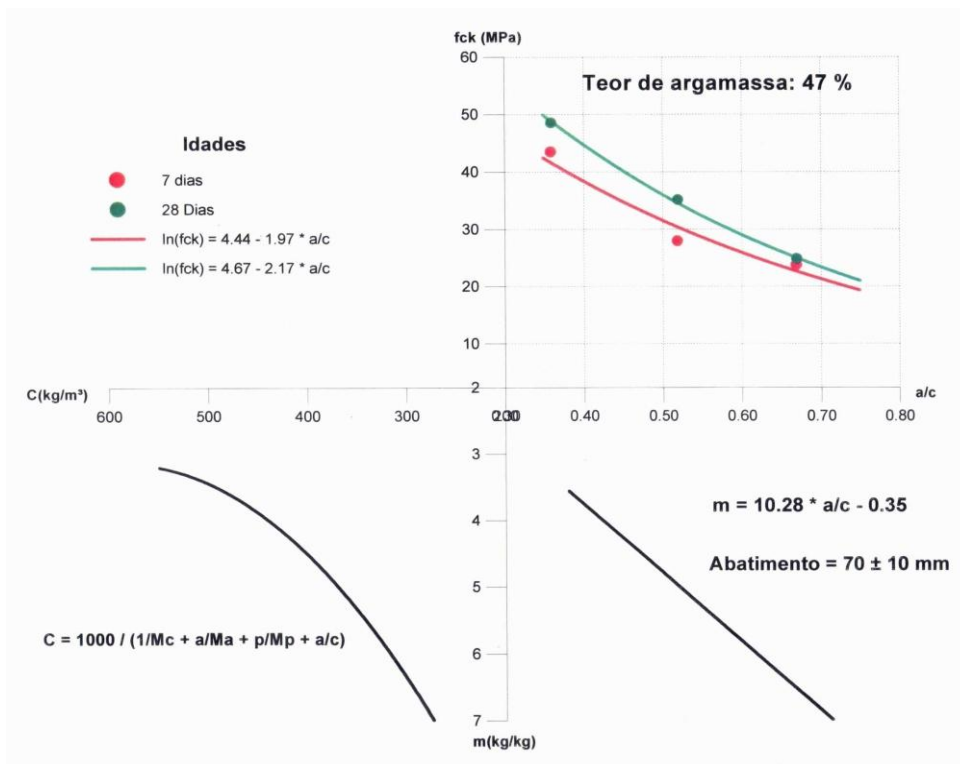 fck (MPa)
60
Teor de argamassa: 47 %
50
Idades
7 dias
28 Dias
ln(fck) = 4.44 - 1.97 * a/c
ln(fck) = 4.67 - 2.17 * a/c
40
30
20
10
2
C(kg/m³)
a/c
600 500 400 300 0.40 0.50 0.60 0.70 0.80
3
m = 10.28 * a/c - 0.35
4
Abatimento = 70 ± 10 mm
5
C = 1000 / (1/Mc + a/Ma + p/Mp + a/c)
6
7
m(kg/kg)